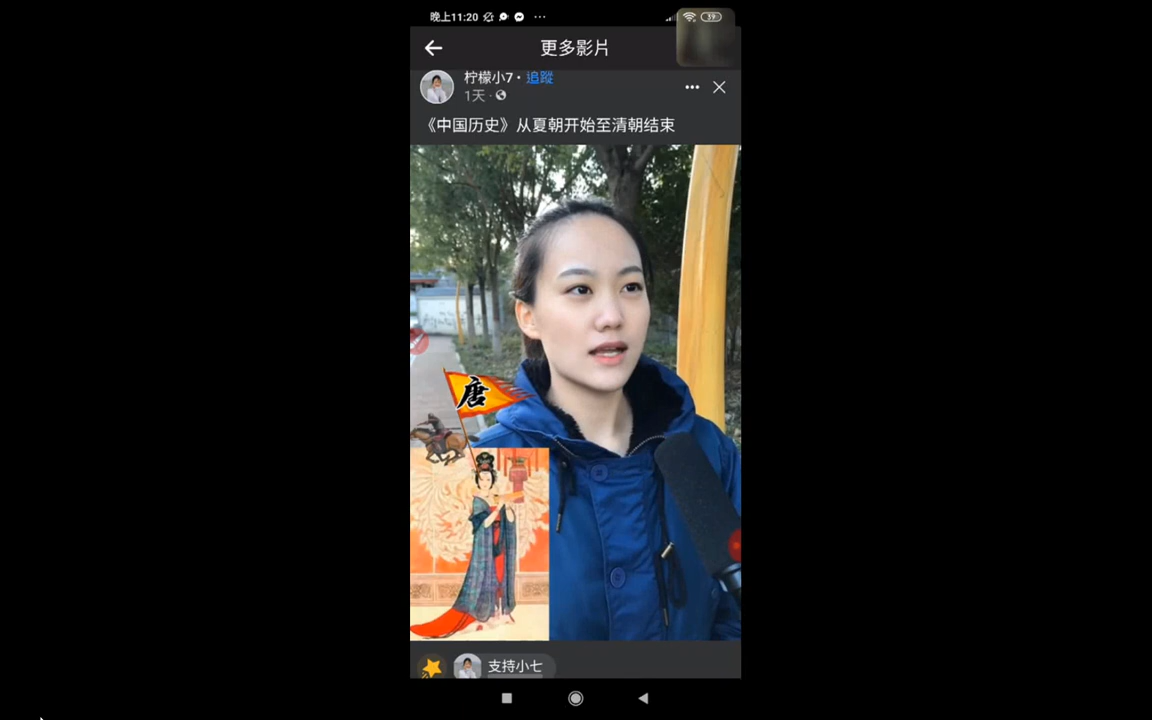 晚上11:20
39
更多影片
柠檬小7 · 追蹤
1天
《中国历史》从夏朝开始至清朝结束
唐
支持小七